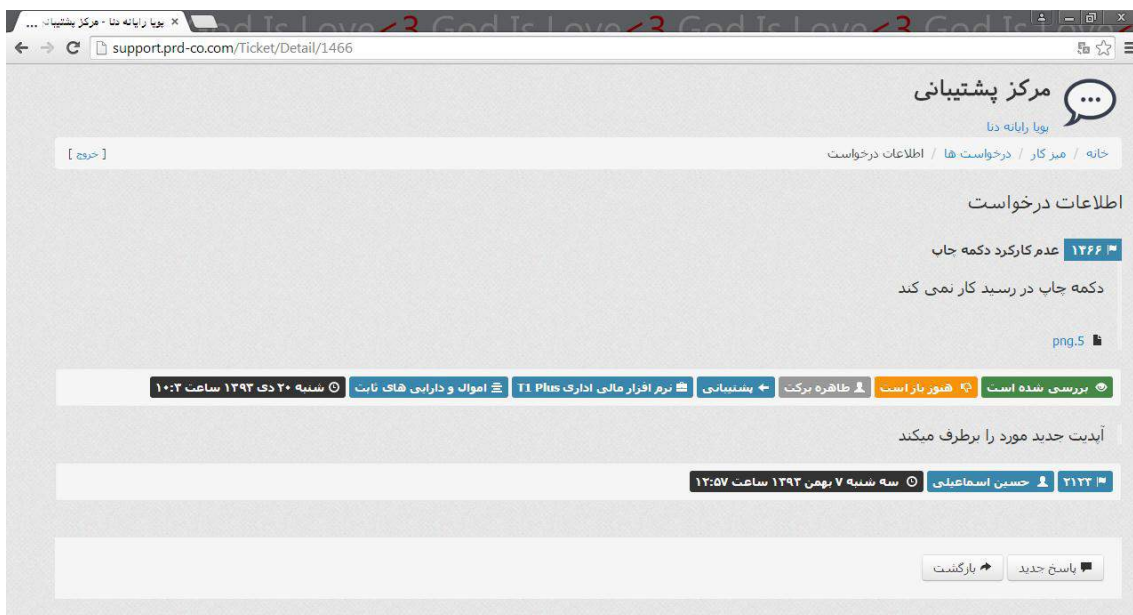 پویا رایانه دنا - مرکز پشتیبانی ...
God Is Love<3 God Is Love<3 God Is Love<3 God Is Love<
support.prd-co.com/Ticket/Detail/1466
مرکز پشتیبانی
پویا رایانه دنا
خانه / میز کار / درخواست ها / اطلاعات درخواست [ خروج ]
اطلاعات درخواست
۱۴۶۶ عدم کارکرد دکمه چاپ
دکمه چاپ در رسید کار نمی کند
png.5
بررسی شده است هنوز باز است طاهره برکت پشتیبانی نرم افزار مالی اداری T1 Plus اموال و دارایی های ثابت شنبه ۲۰ دی ۱۳۹۳ ساعت ۱۰:۳
آپدیت جدید مورد را برطرف میکند
۲۱۲۳ حسین اسماعیلی سه شنبه ۷ بهمن ۱۳۹۳ ساعت ۱۲:۵۷
پاسخ جدید بازگشت